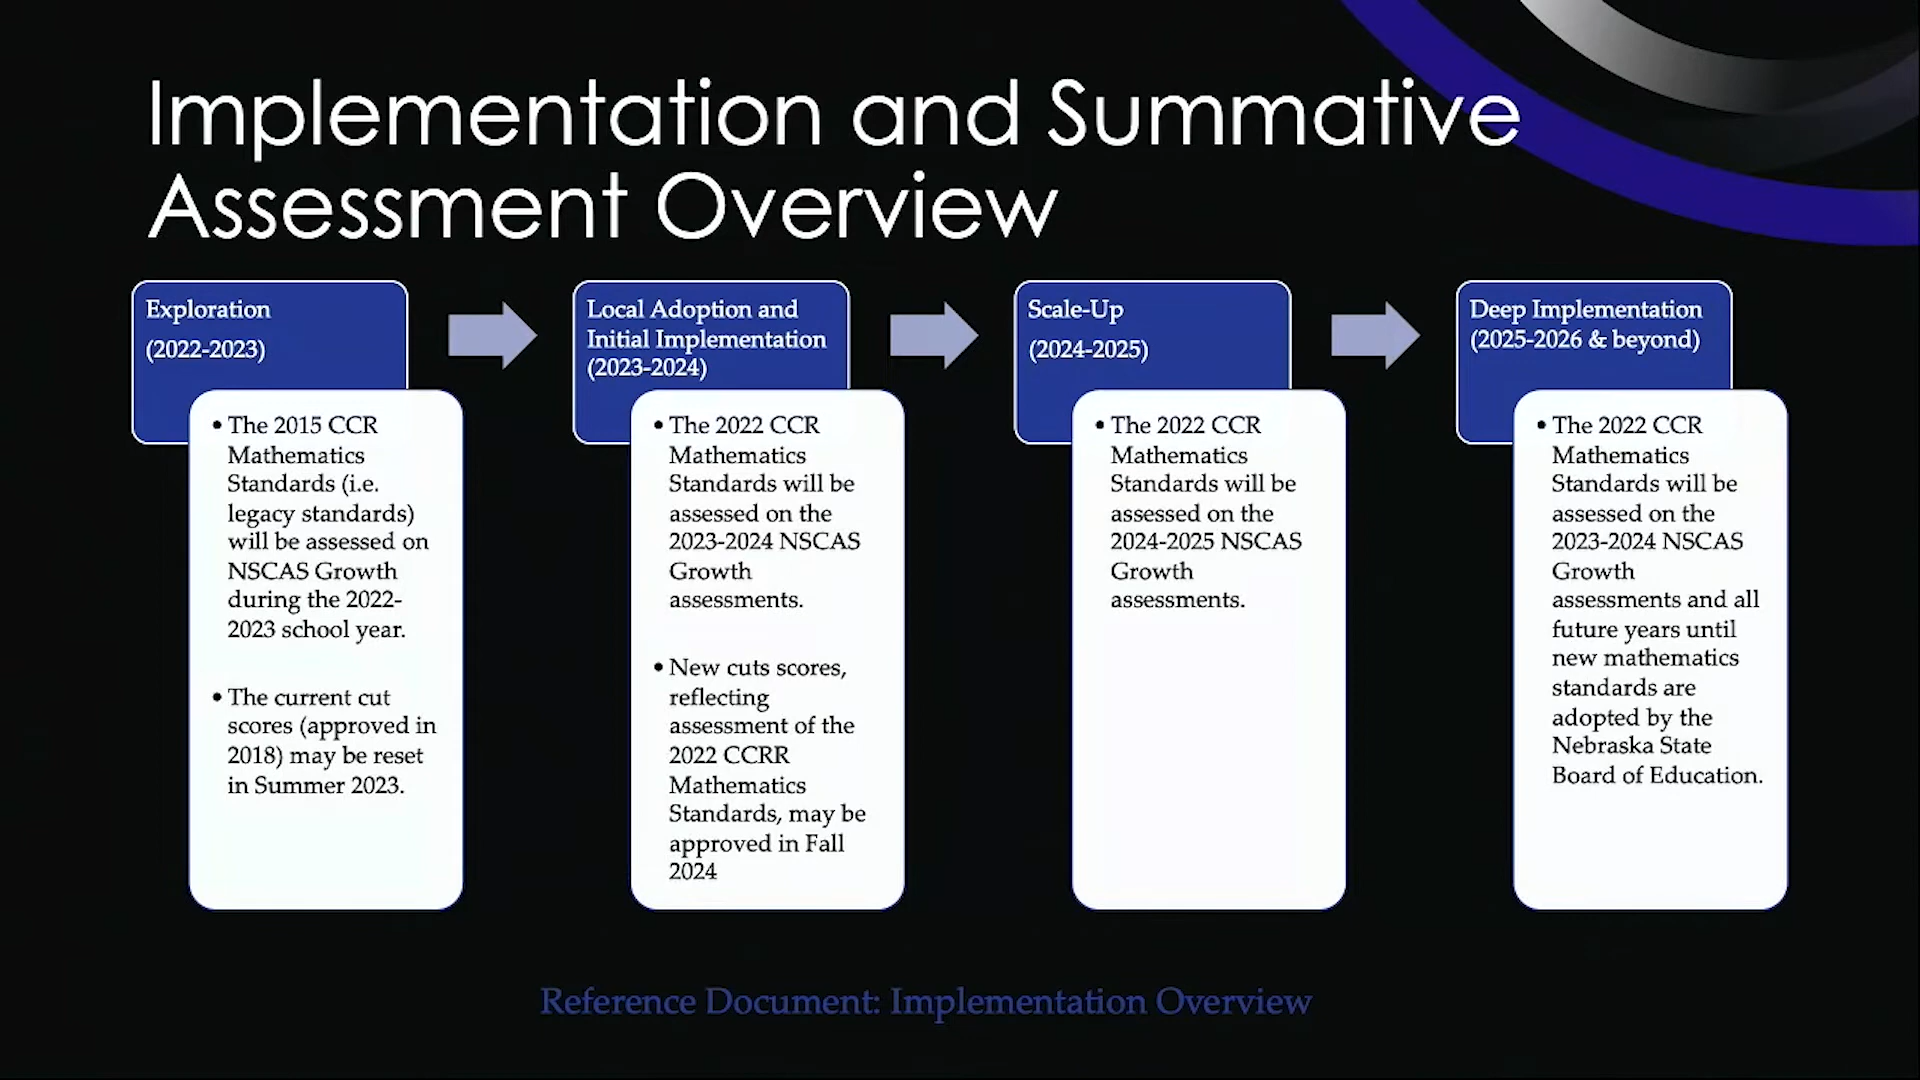 Implementation and Summative
Assessment Overview
Exploration
(2022-2023)
• The 2015 CCR
Mathematics
Standards (i.e.
legacy standards)
will be assessed on
NSCAS Growth
during the 2022-
2023 school year.
• The current cut
scores (approved in
2018) may be reset
in Summer 2023.
Local Adoption and
Initial Implementation
(2023-2024)
• The 2022 CCR
Mathematics
Standards will be
assessed on the
2023-2024 NSCAS
Growth
assessments.
• New cuts scores,
reflecting
assessment of the
2022 CCRR
Mathematics
Standards, may be
approved in Fall
2024
Scale-Up
(2024-2025)
• The 2022 CCR
Mathematics
Standards will be
assessed on the
2024-2025 NSCAS
Growth
assessments.
Deep Implementation
(2025-2026 & beyond)
• The 2022 CCR
Mathematics
Standards will be
assessed on the
2023-2024 NSCAS
Growth
assessments and all
future years until
new mathematics
standards are
adopted by the
Nebraska State
Board of Education.
Reference Document: Implementation Overview